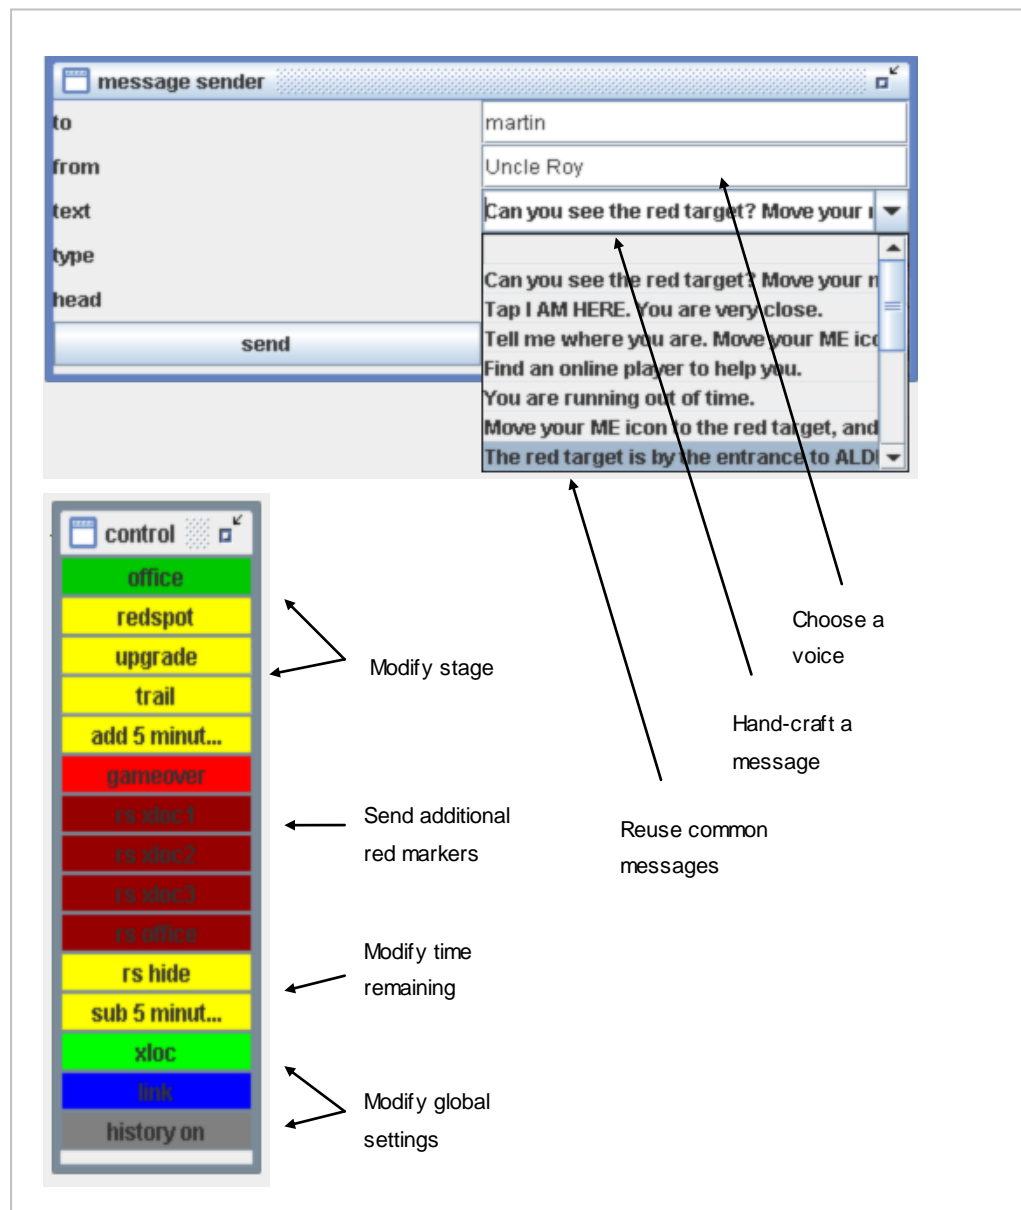 message sender
to
martin
from
Uncle Roy
text
Can you see the red target? Move your
type
head
send
Can you see the red target? Move your
Tap I AM HERE. You are very close.
Tell me where you are. Move your ME
Find an online player to help you.
You are running out of time.
Move your ME icon to the red target, and
The red target is by the entrance to
control
office
redspot
upgrade
trail
add 5 minut...
gameover
rs xloc1
rs xloc2
rs xloc3
rs office
rs hide
sub 5 minut...
xloc
link
history on
Modify stage
Send additional
red markers
Modify time
remaining
Modify global
settings
Choose a
voice
Hand-craft a
message
Reuse common
messages